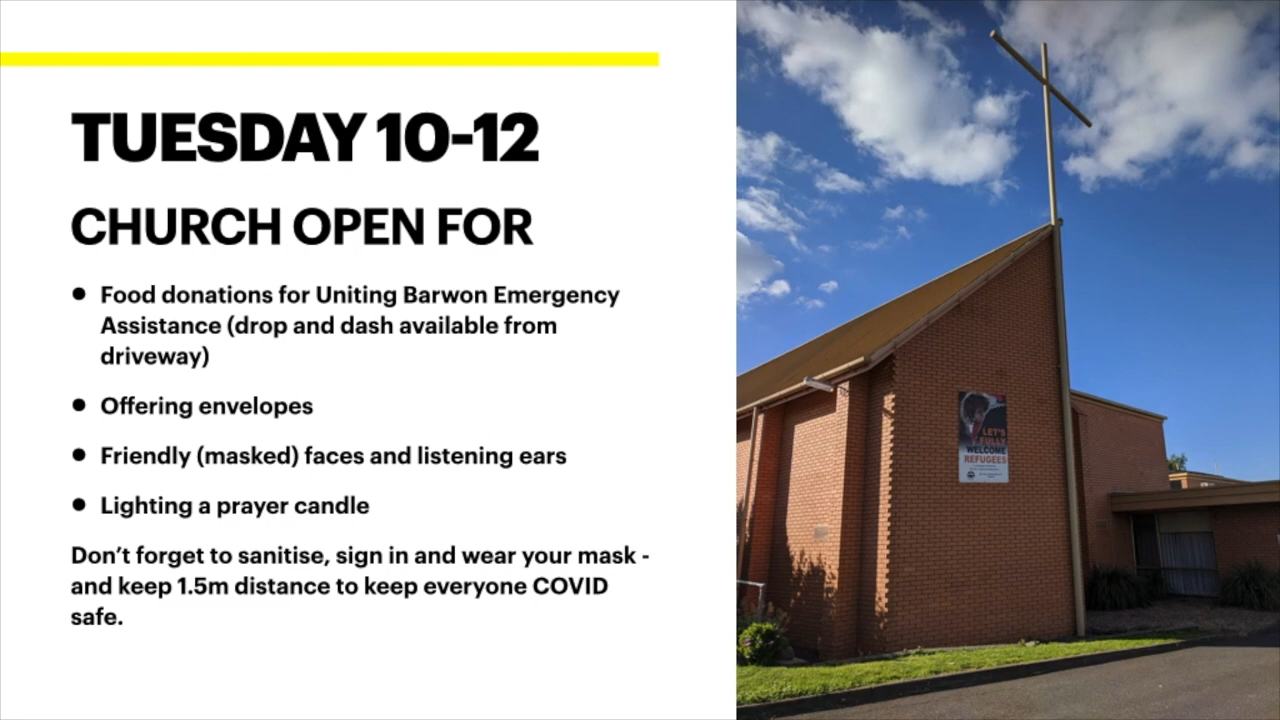 TUESDAY 10-12
CHURCH OPEN FOR
● Food donations for Uniting Barwon Emergency
Assistance (drop and dash available from
driveway)
● Offering envelopes
● Friendly (masked) faces and listening ears
● Lighting a prayer candle
Don’t forget to sanitise, sign in and wear your mask -
and keep 1.5m distance to keep everyone COVID
safe.
LET'S
FULLY
WELCOME
REFUGEES